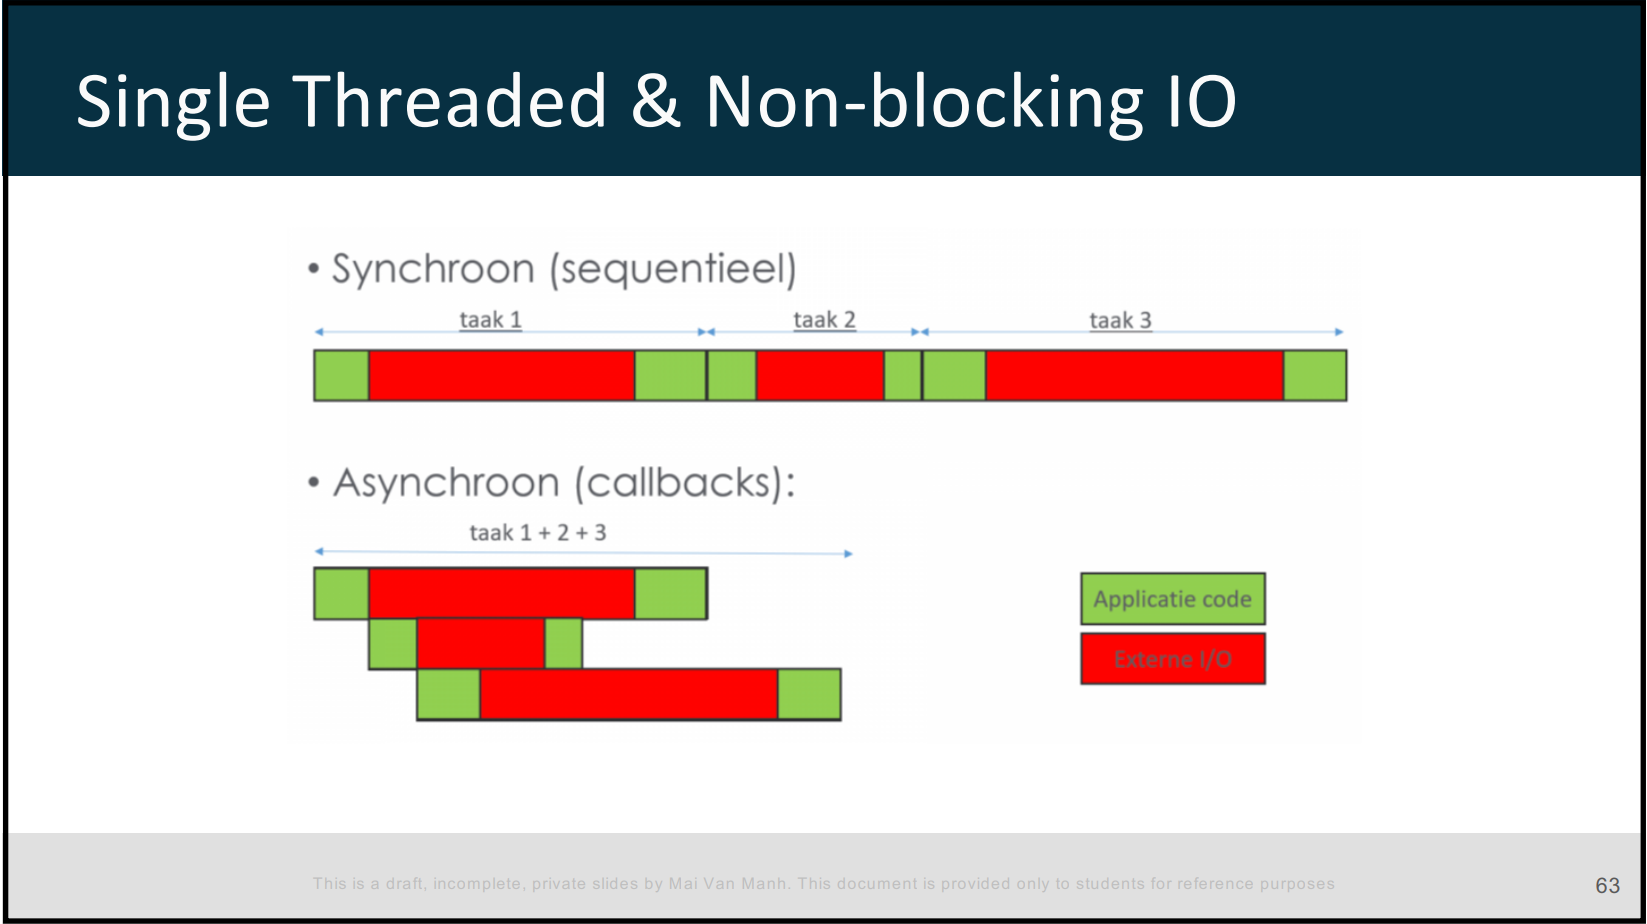 Single Threaded & Non-blocking IO
• Synchroon (sequentieel)
taak 1 taak 2 taak 3
• Asynchroon (callbacks):
taak 1 + 2 + 3
Applicatie code
Externe I/O
This is a draft, incomplete, private slides by Mai Van Manh. This document is provided only to students for reference purposes
63